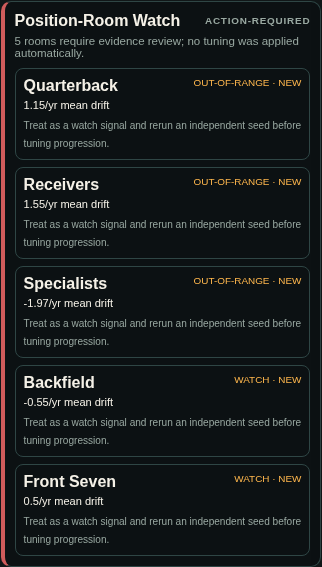 Position-Room Watch ACTION-REQUIRED
5 rooms require evidence review; no tuning was applied
automatically.
Quarterback OUT-OF-RANGE · NEW
1.15/yr mean drift
Treat as a watch signal and rerun an independent seed before
tuning progression.
Receivers OUT-OF-RANGE · NEW
1.55/yr mean drift
Treat as a watch signal and rerun an independent seed before
tuning progression.
Specialists OUT-OF-RANGE · NEW
-1.97/yr mean drift
Treat as a watch signal and rerun an independent seed before
tuning progression.
Backfield WATCH · NEW
-0.55/yr mean drift
Treat as a watch signal and rerun an independent seed before
tuning progression.
Front Seven WATCH · NEW
0.5/yr mean drift
Treat as a watch signal and rerun an independent seed before
tuning progression.